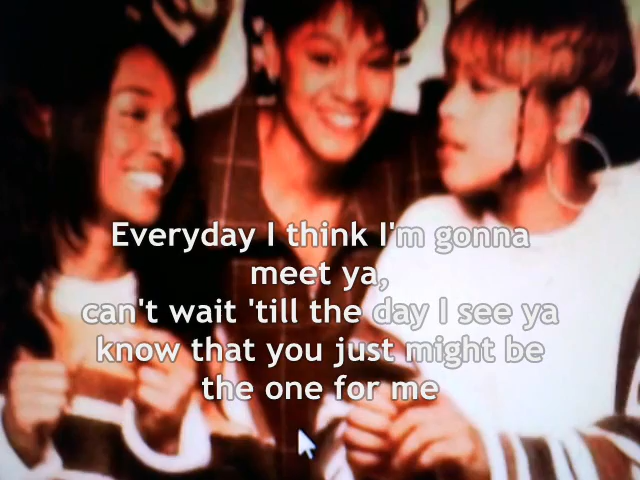 Everyday I think I'm gonna
meet ya,
can't wait 'till the day I see ya
know that you just might be
the one for me